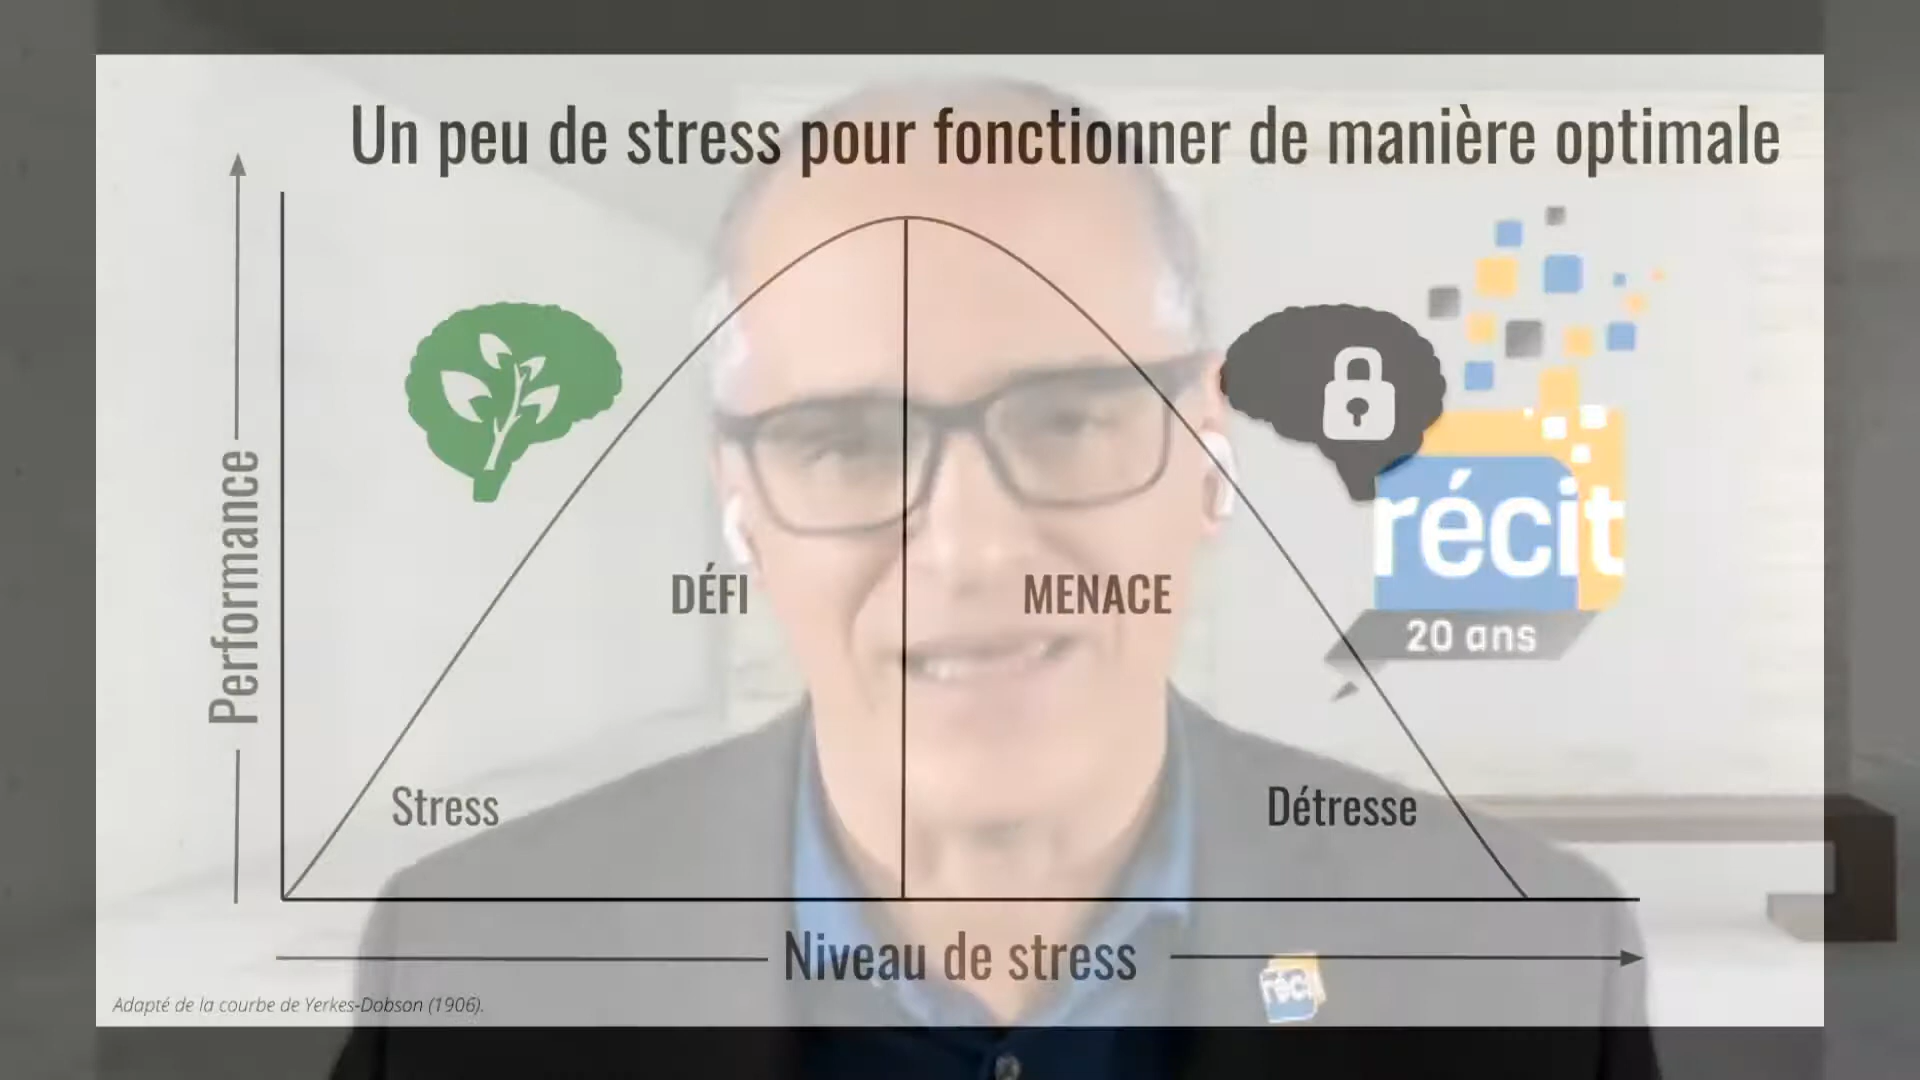 Un peu de stress pour fonctionner de manière optimale
Performance
DÉFI
MENACE
récit
20 ans
Stress
Détresse
Niveau de stress
récit
Adapté de la courbe de Yerkes-Dobson (1906).